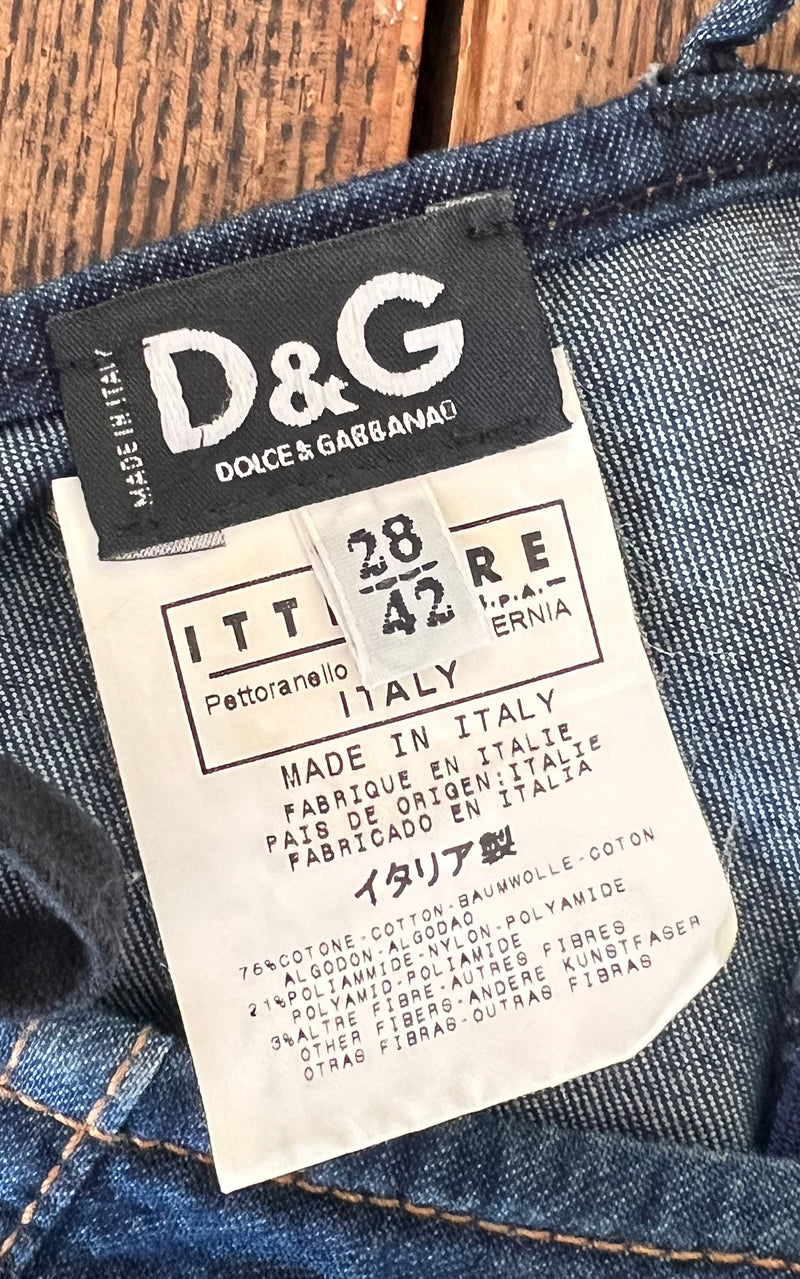 MADE IN ITALY
D&G
DOLCE & GABBANA
28
42
RE
S.p.A.
Pettoranello
ERNIA
ITALY
MADE IN ITALY
FABRIQUE EN ITALIE
PAIS DE ORIGEN:ITALIE
FABRICADO EN ITALIA
イタリア製
76%COTONE-COTTON-BAUMWOLLE-COTON
ALGODON-ALGODAO
21%POLIAMMIDE-NYLON-POLYAMIDE
POLYAMID-POLIAMIDE
3%ALTRE FIBRE-AUTRES FIBRES
OTHER FIBERS-ANDERE KUNSTFASER
OTRAS FIBRAS-OUTRAS FIBRAS